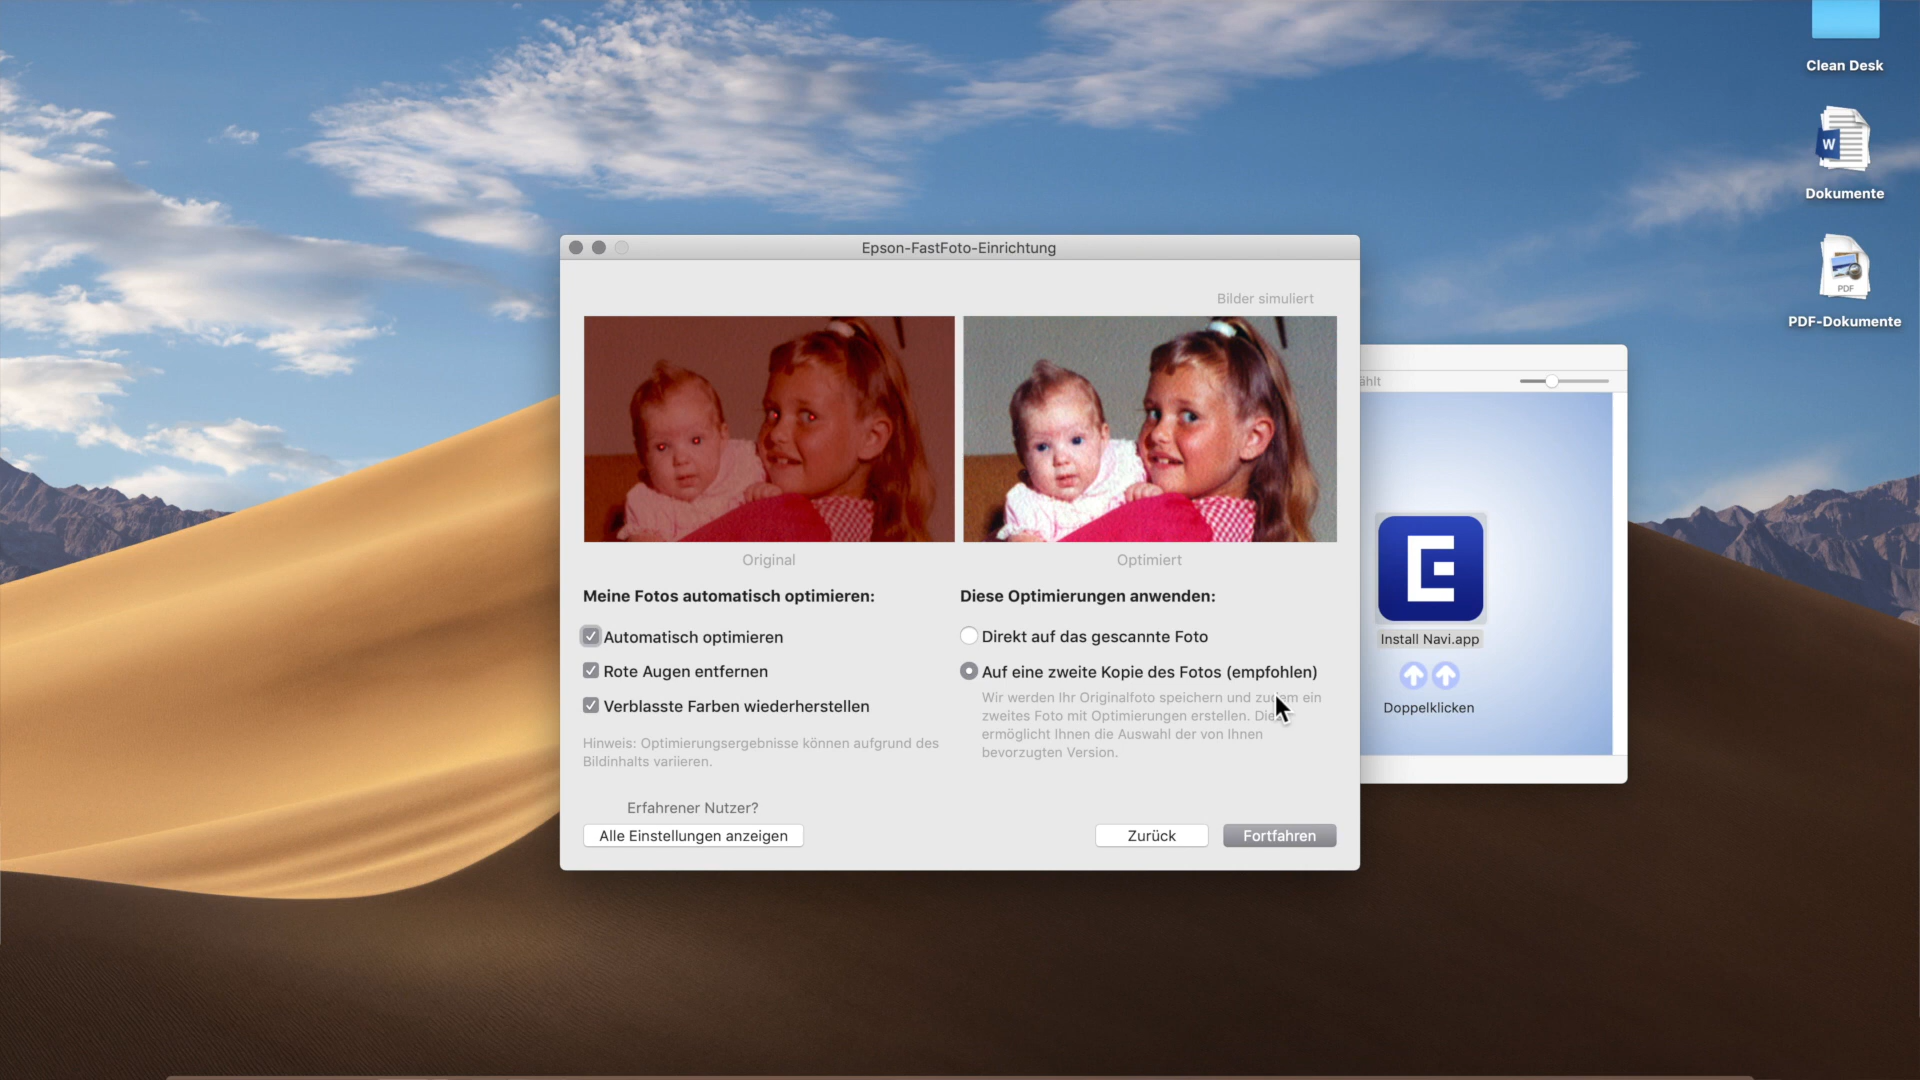 Clean Desk
W
Dokumente
PDF
PDF-Dokumente
Epson-FastFoto-Einrichtung
Bilder simuliert
Original
Optimiert
Meine Fotos automatisch optimieren:
Automatisch optimieren
Rote Augen entfernen
Verblasste Farben wiederherstellen
Hinweis: Optimierungsergebnisse können aufgrund des
Bildinhalts variieren.
Diese Optimierungen anwenden:
Direkt auf das gescannte Foto
Auf eine zweite Kopie des Fotos (empfohlen)
Wir werden Ihr Originalfoto speichern und ein
zweites Foto mit Optimierungen erstellen.
ermöglicht Ihnen die Auswahl der von Ihnen
bevorzugten Version.
Erfahrener Nutzer?
Alle Einstellungen anzeigen
Zurück
Fortfahren
E
Install Navi.app
Doppelklicken